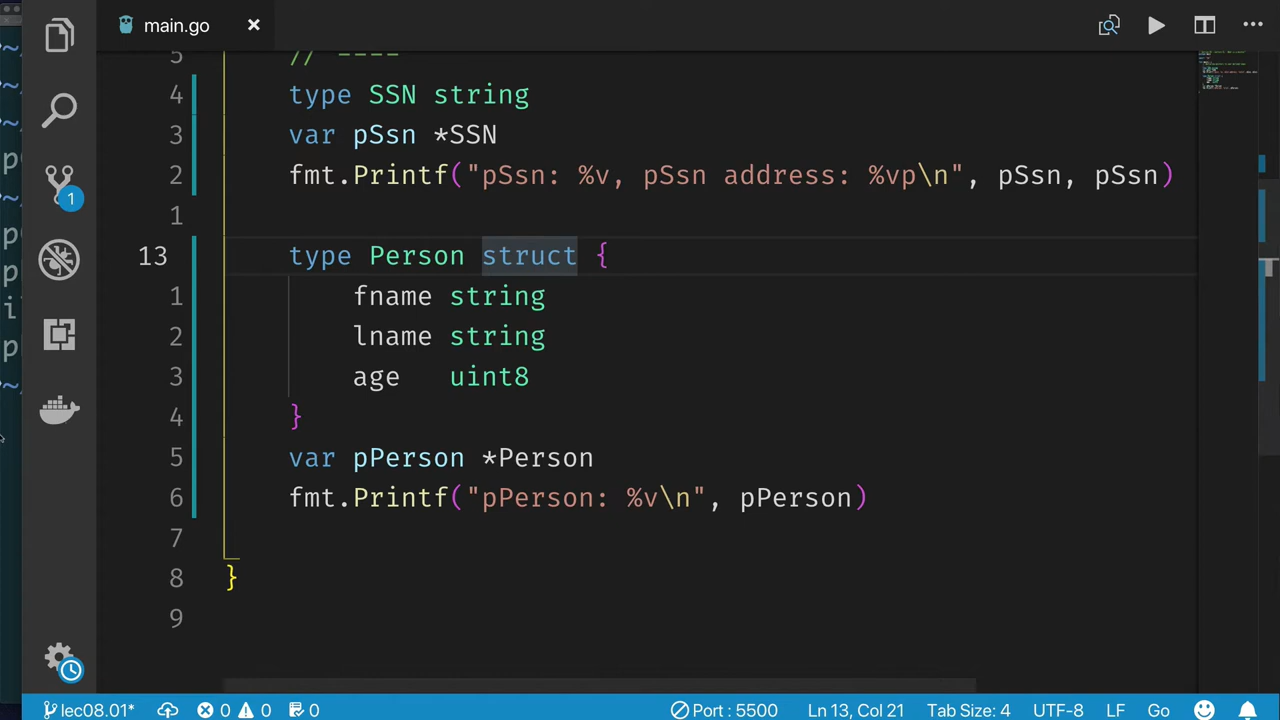 main.go
5 // ----
4 type SSN string
3 var pSsn *SSN
2 fmt.Printf("pSsn: %v, pSsn address: %vp\n", pSsn, pSsn)
1
13 type Person struct {
1 fname string
2 lname string
3 age uint8
4 }
5 var pPerson *Person
6 fmt.Printf("pPerson: %v\n", pPerson)
7
8 }
9
1
lec08.01* 0 0 0 Port : 5500 Ln 13, Col 21 Tab Size: 4 UTF-8 LF Go